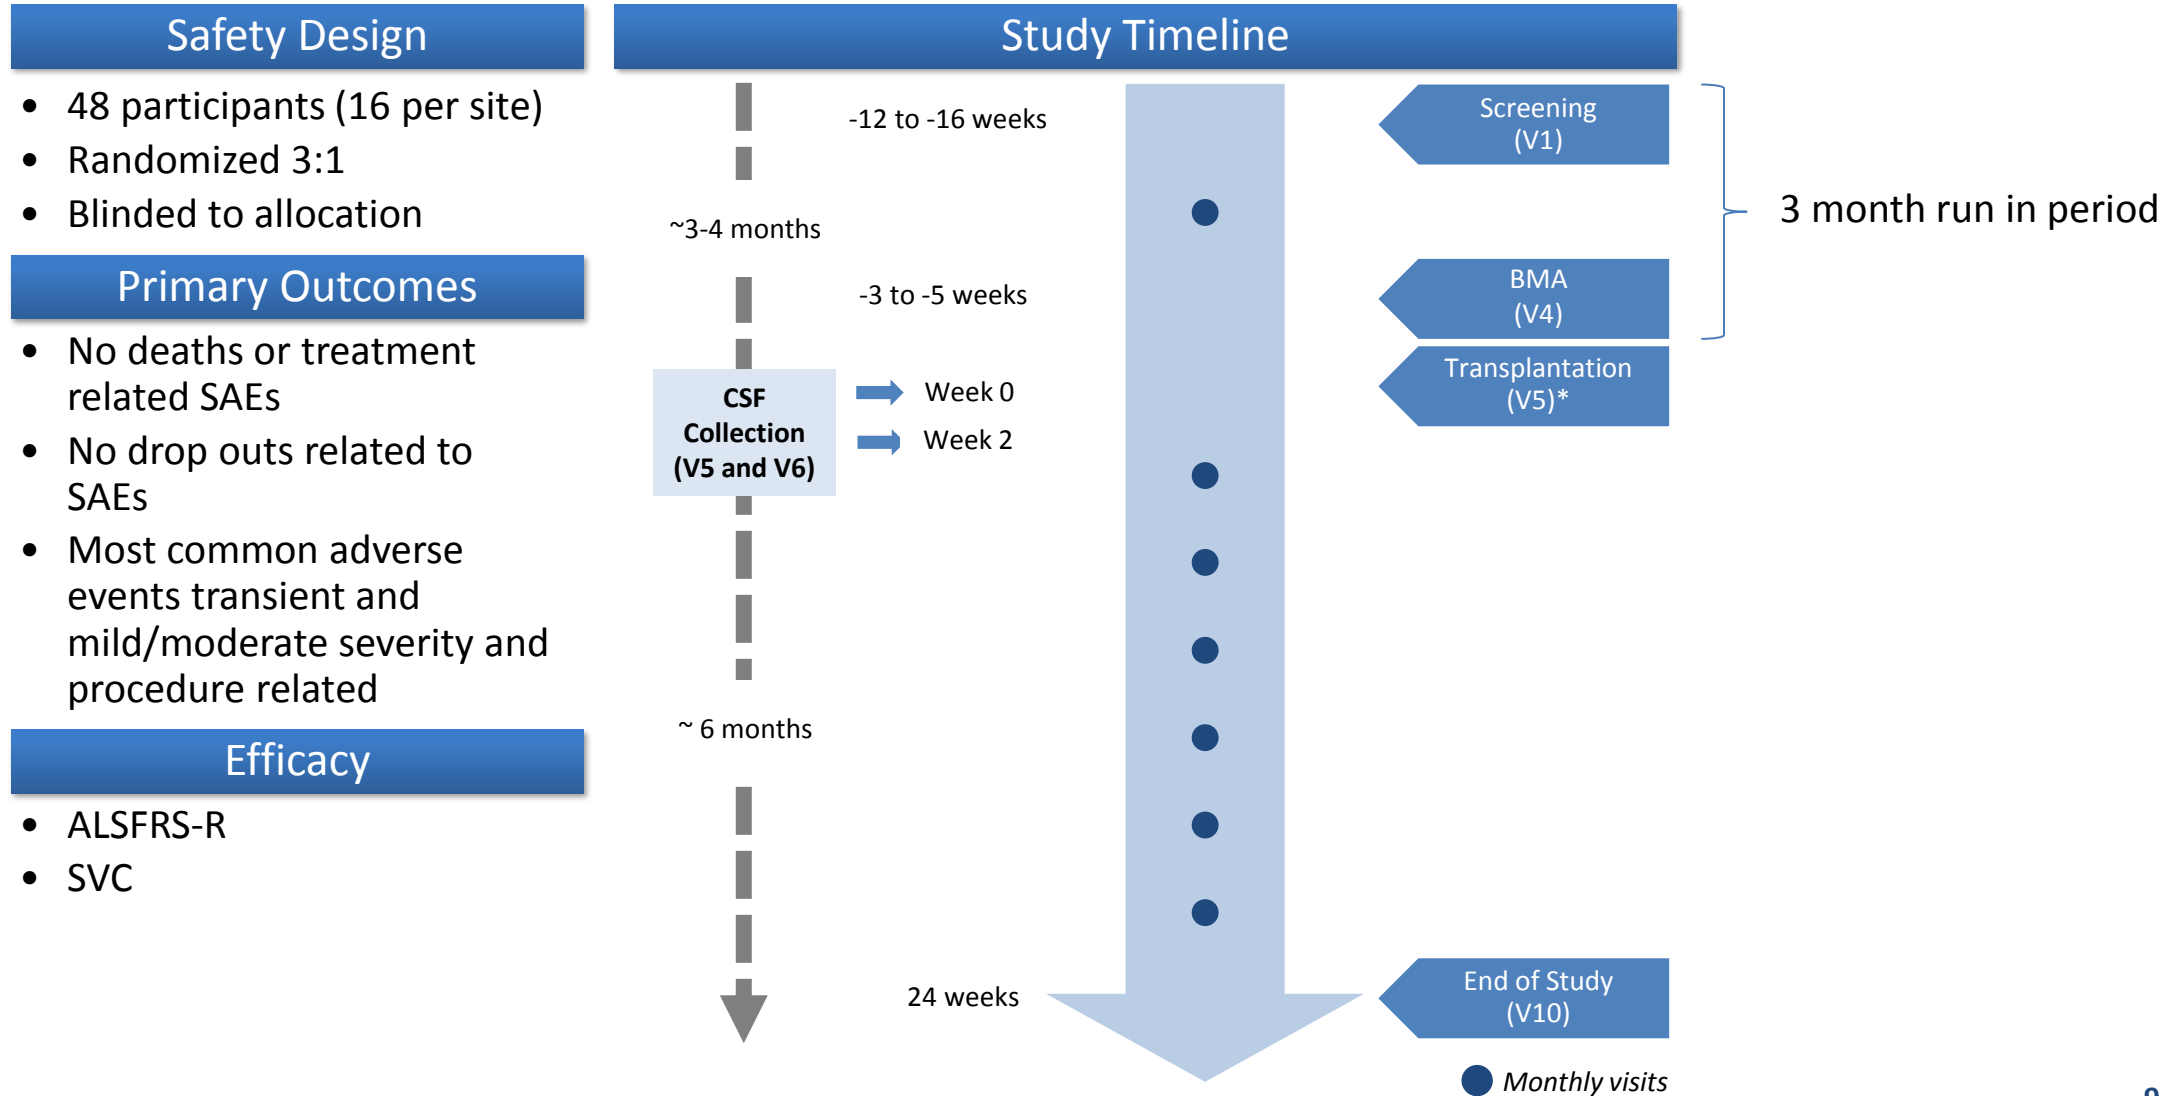 Safety Design
• 48 participants (16 per site)
• Randomized 3:1
• Blinded to allocation
Primary Outcomes
• No deaths or treatment
related SAEs
• No drop outs related to
SAEs
• Most common adverse
events transient and
mild/moderate severity and
procedure related
Efficacy
• ALSFRS-R
• SVC
Study Timeline
-12 to -16 weeks
Screening
(V1)
~3-4 months
3 month run in period
-3 to -5 weeks
BMA
(V4)
Transplantation
(V5)*
CSF
Collection
(V5 and V6)
Week 0
Week 2
~ 6 months
24 weeks
End of Study
(V10)
Monthly visits